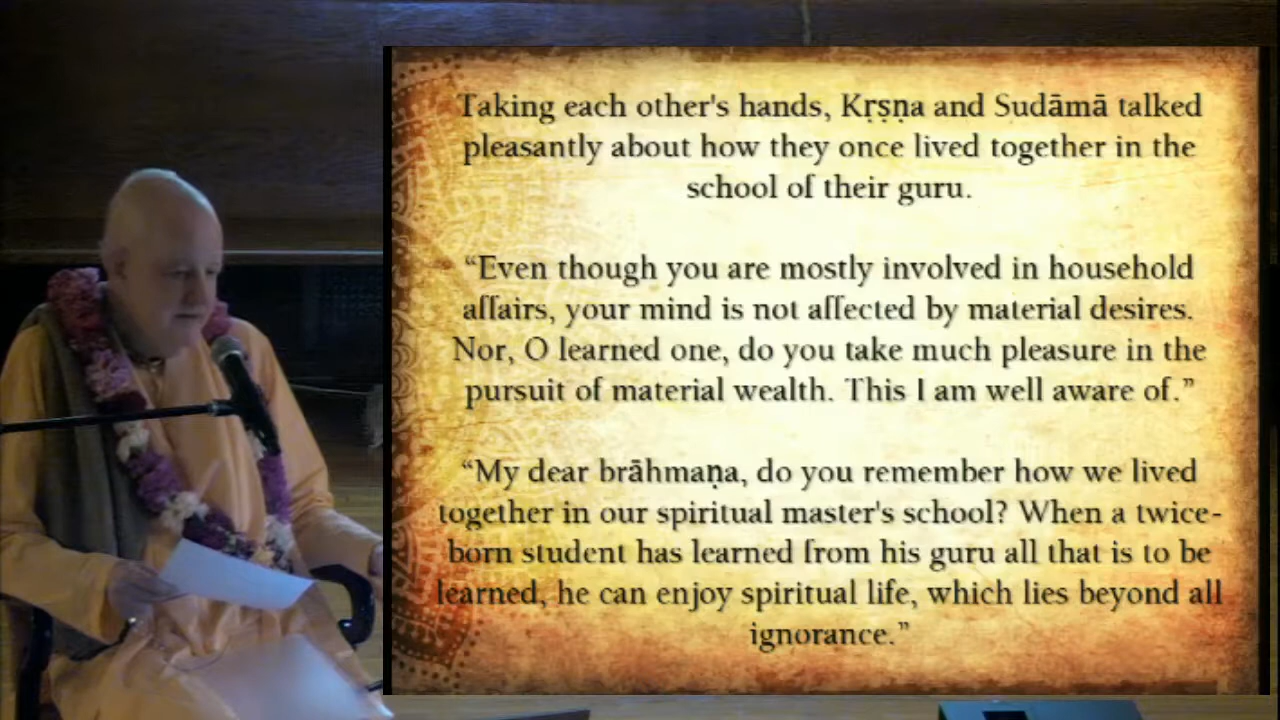 Taking each other's hands, Kṛṣṇa and Sudāmā talked
pleasantly about how they once lived together in the
school of their guru.
“Even though you are mostly involved in household
affairs, your mind is not affected by material desires.
Nor, O learned one, do you take much pleasure in the
pursuit of material wealth. This I am well aware of.”
“My dear brāhmaṇa, do you remember how we lived
together in our spiritual master's school? When a twice-
born student has learned from his guru all that is to be
learned, he can enjoy spiritual life, which lies beyond all
ignorance.”